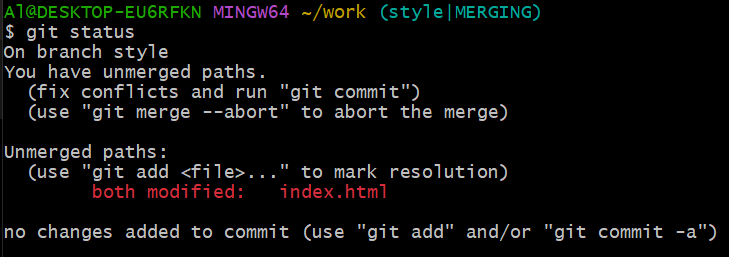 Al@DESKTOP-EU6RFKN MINGW64 ~/work (style|MERGING)
$ git status
On branch style
You have unmerged paths.
  (fix conflicts and run "git commit")
  (use "git merge --abort" to abort the merge)

Unmerged paths:
  (use "git add <file>..." to mark resolution)
        both modified:   index.html

no changes added to commit (use "git add" and/or "git commit -a")